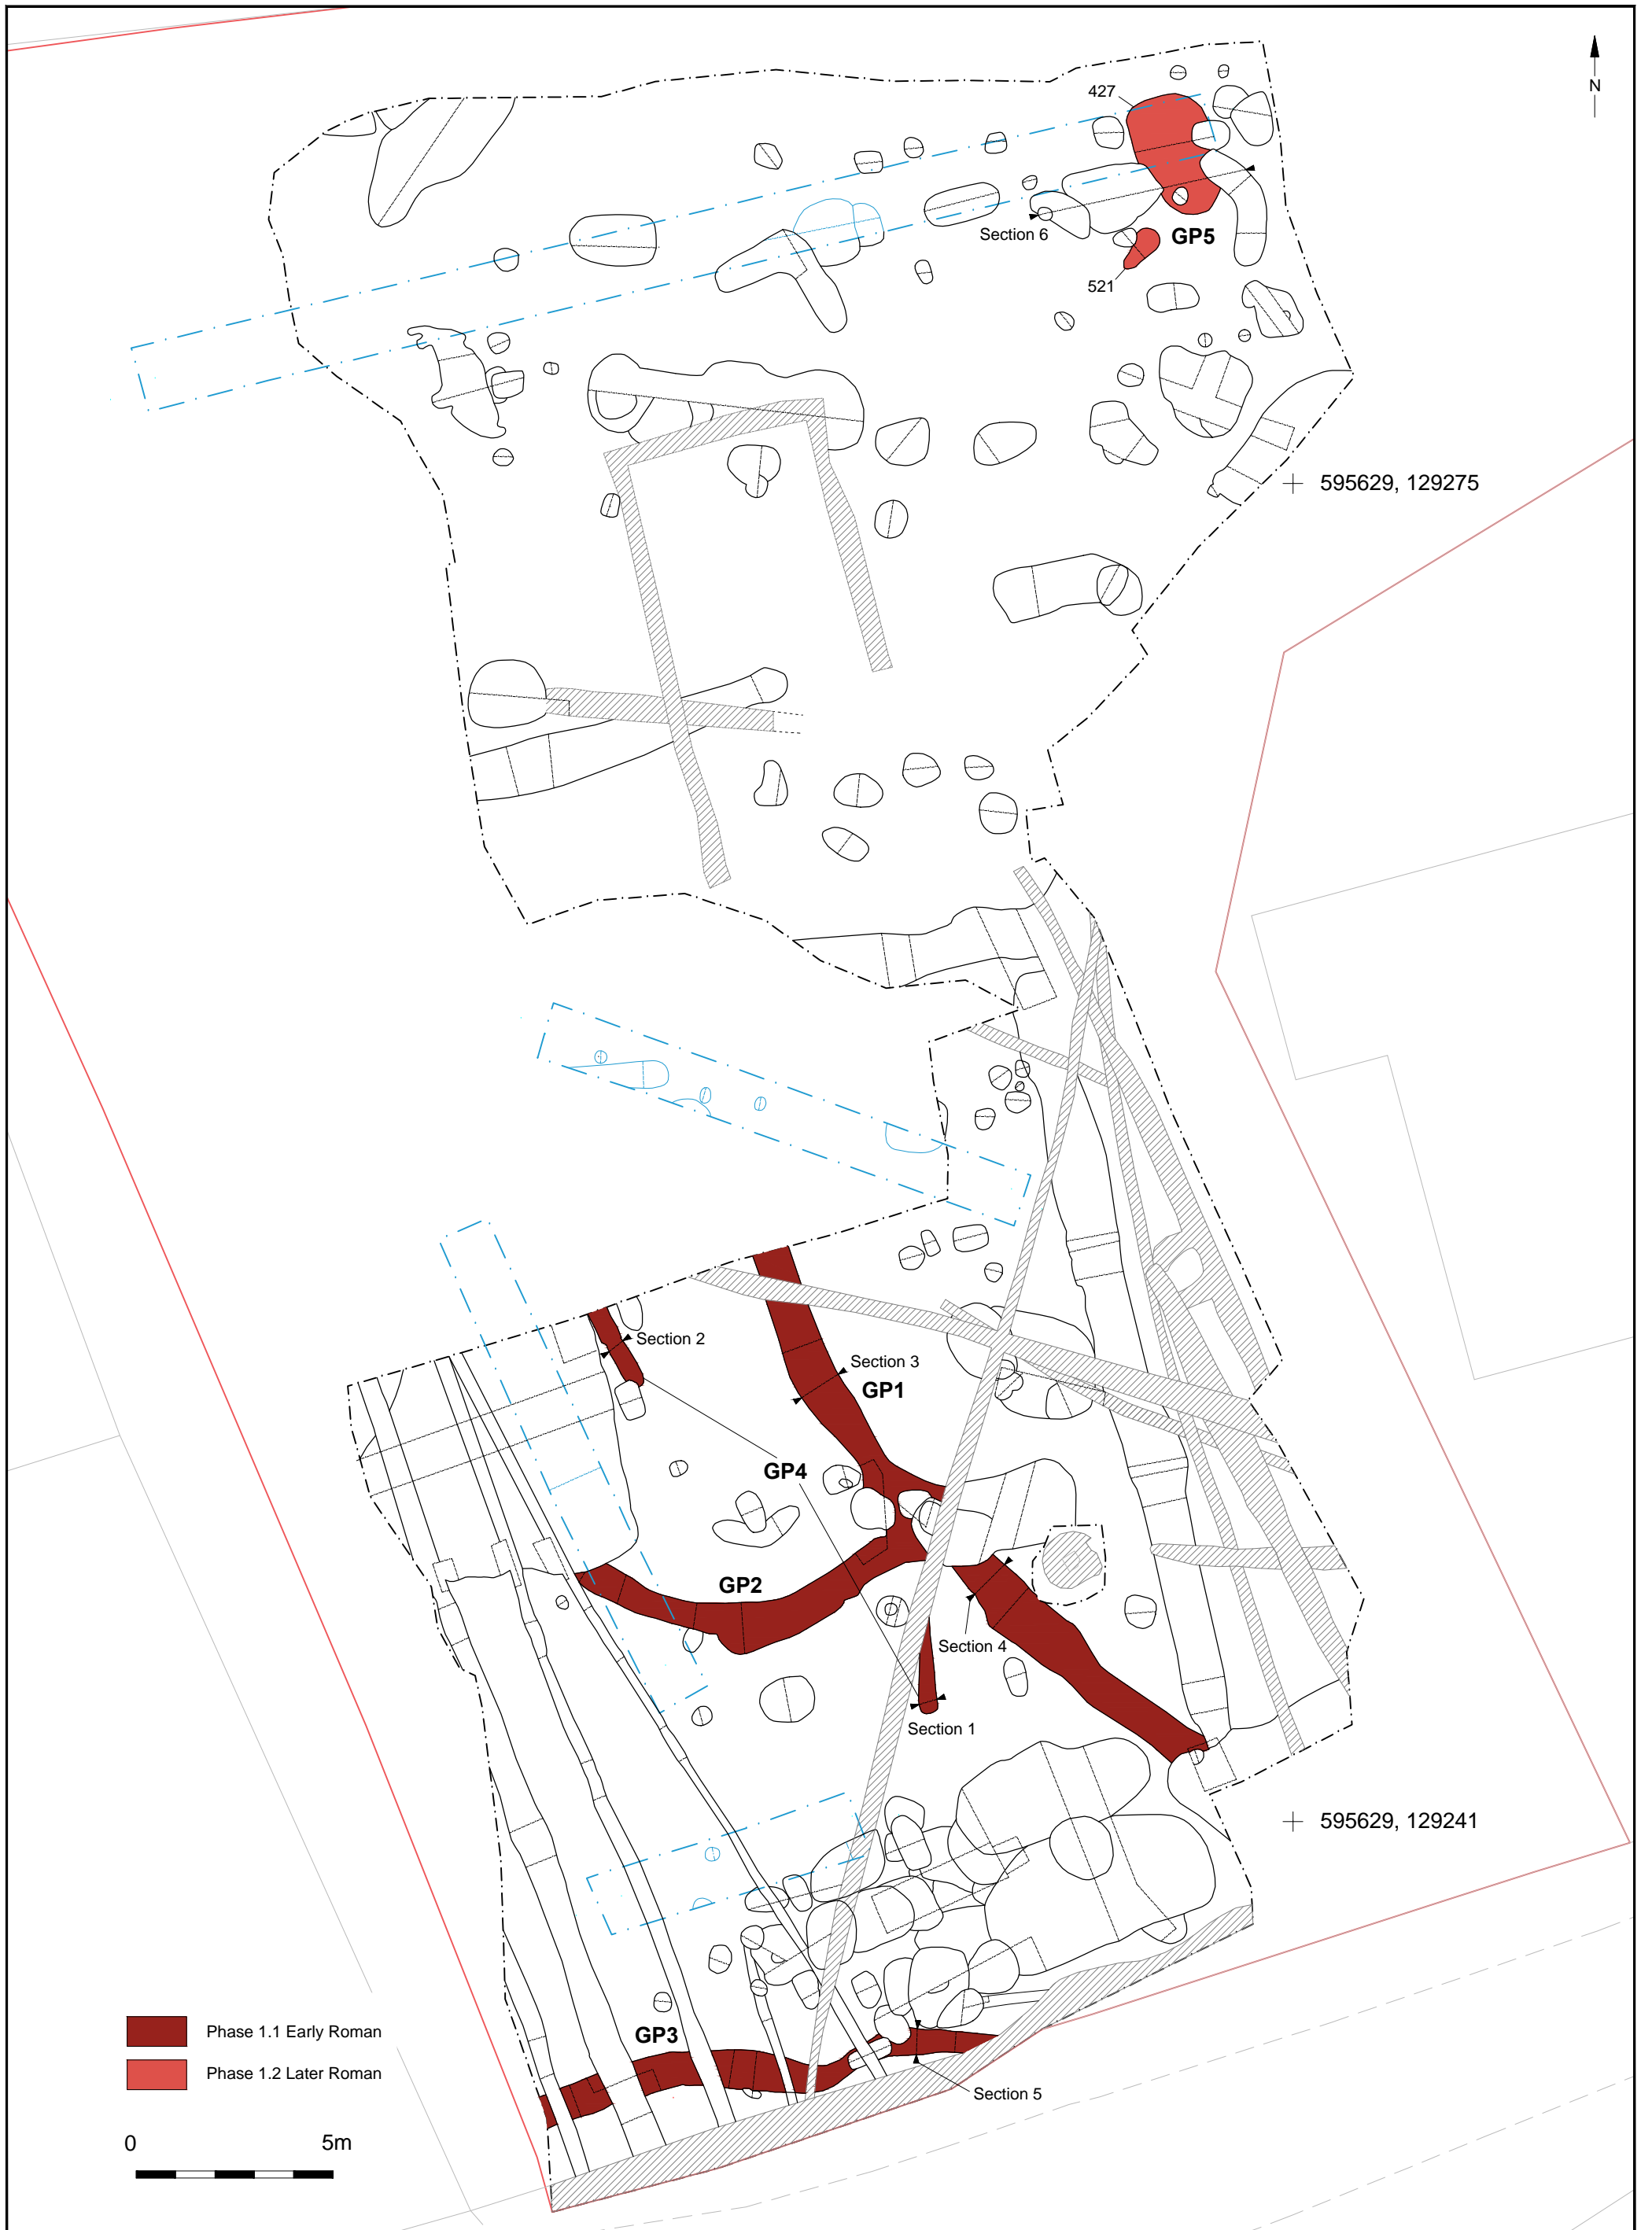 N
427
Section 6
GP5
521
595629, 129275
Section 2
Section 3
GP1
GP4
GP2
Section 4
Section 1
595629, 129241
Phase 1.1 Early Roman
GP3
Phase 1.2 Later Roman
Section 5
0 5m